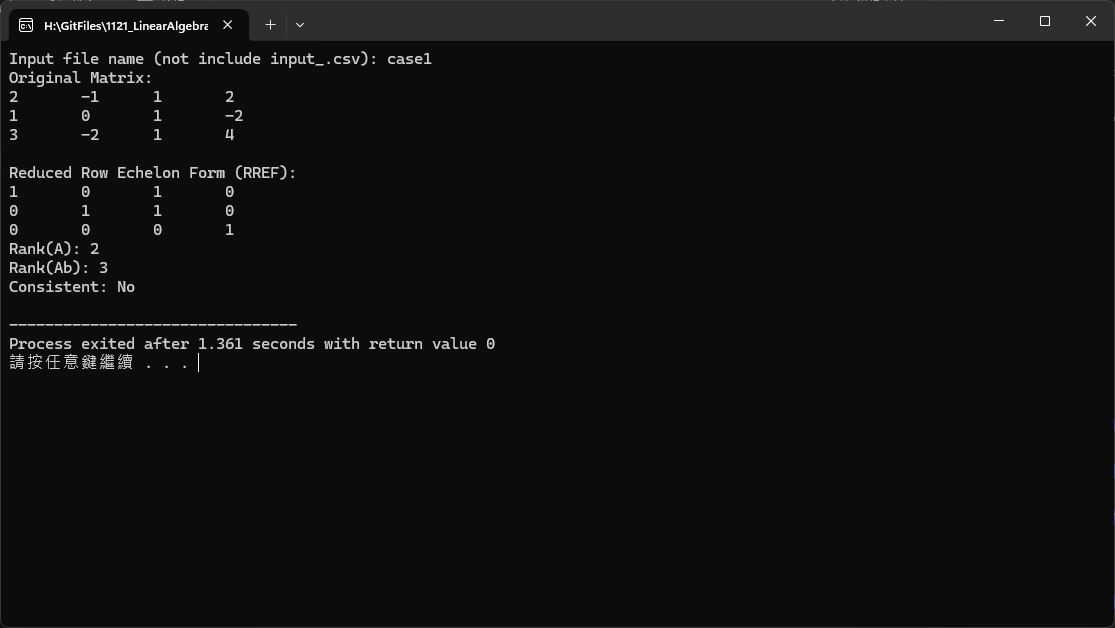 H:\GitFiles\1121_LinearAlgebra
Input file name (not include input_.csv): case1
Original Matrix:
2 -1 1 2
1 0 1 -2
3 -2 1 4
Reduced Row Echelon Form (RREF):
1 0 1 0
0 1 1 0
0 0 0 1
Rank(A): 2
Rank(Ab): 3
Consistent: No
--------------------------------
Process exited after 1.361 seconds with return value 0
請按任意鍵繼續 . . .